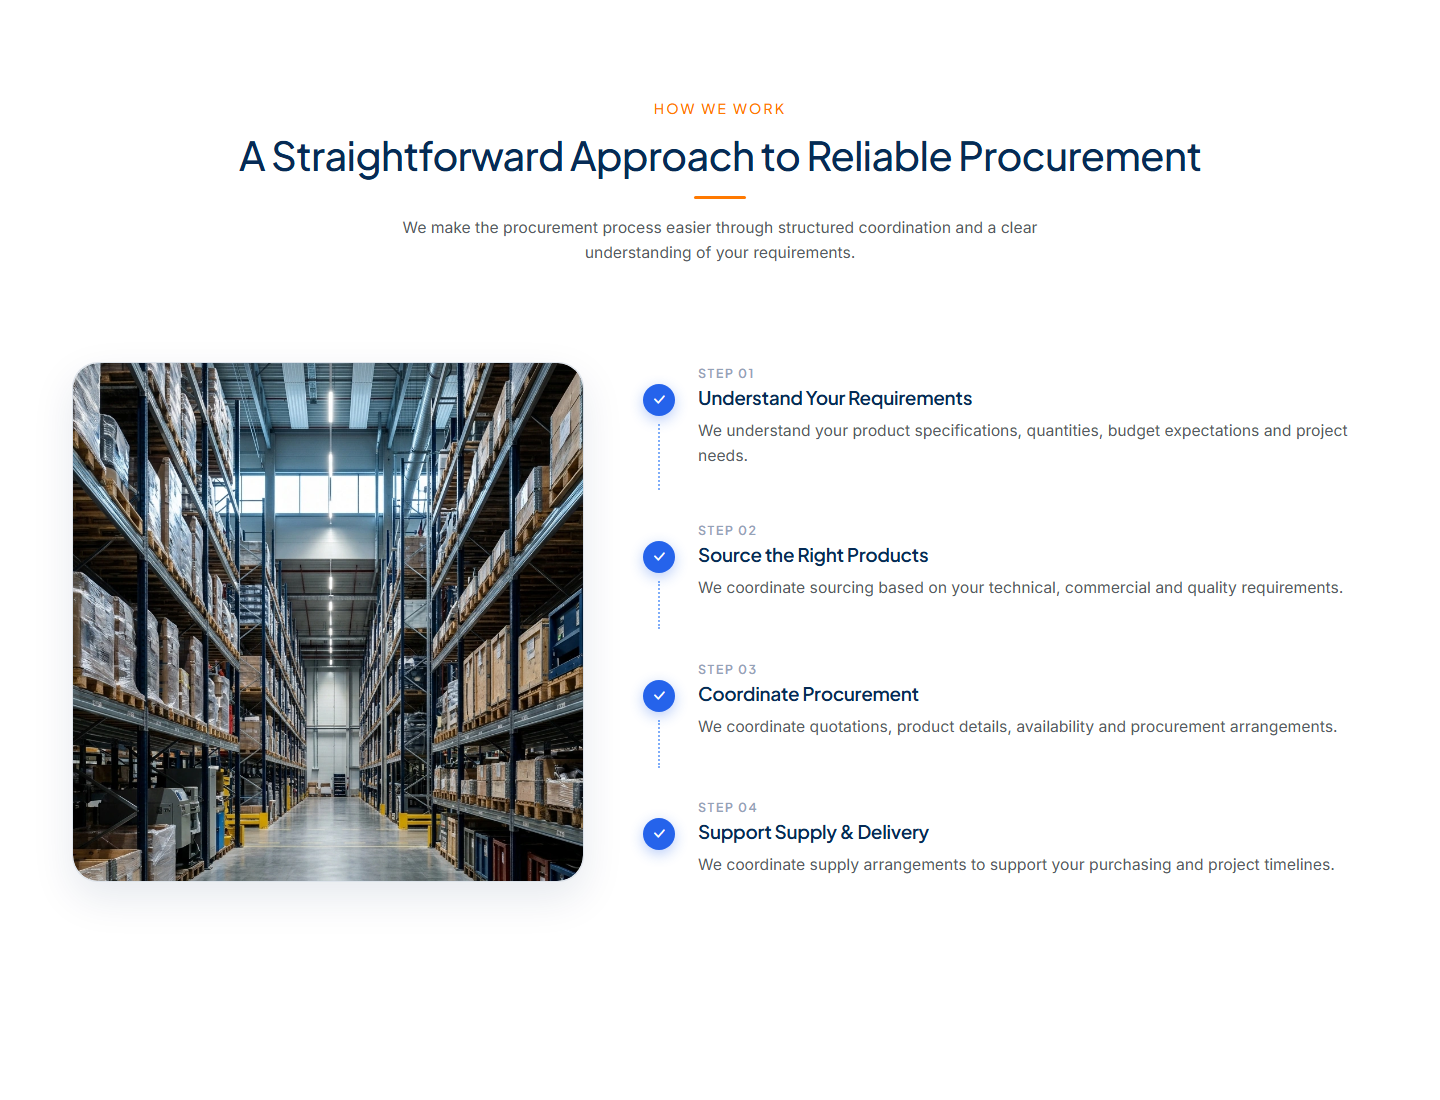 HOW WE WORK
A Straightforward Approach to Reliable Procurement
We make the procurement process easier through structured coordination and a clear
understanding of your requirements.
STEP 01
Understand Your Requirements
We understand your product specifications, quantities, budget expectations and project
needs.
STEP 02
Source the Right Products
We coordinate sourcing based on your technical, commercial and quality requirements.
STEP 03
Coordinate Procurement
We coordinate quotations, product details, availability and procurement arrangements.
STEP 04
Support Supply & Delivery
We coordinate supply arrangements to support your purchasing and project timelines.